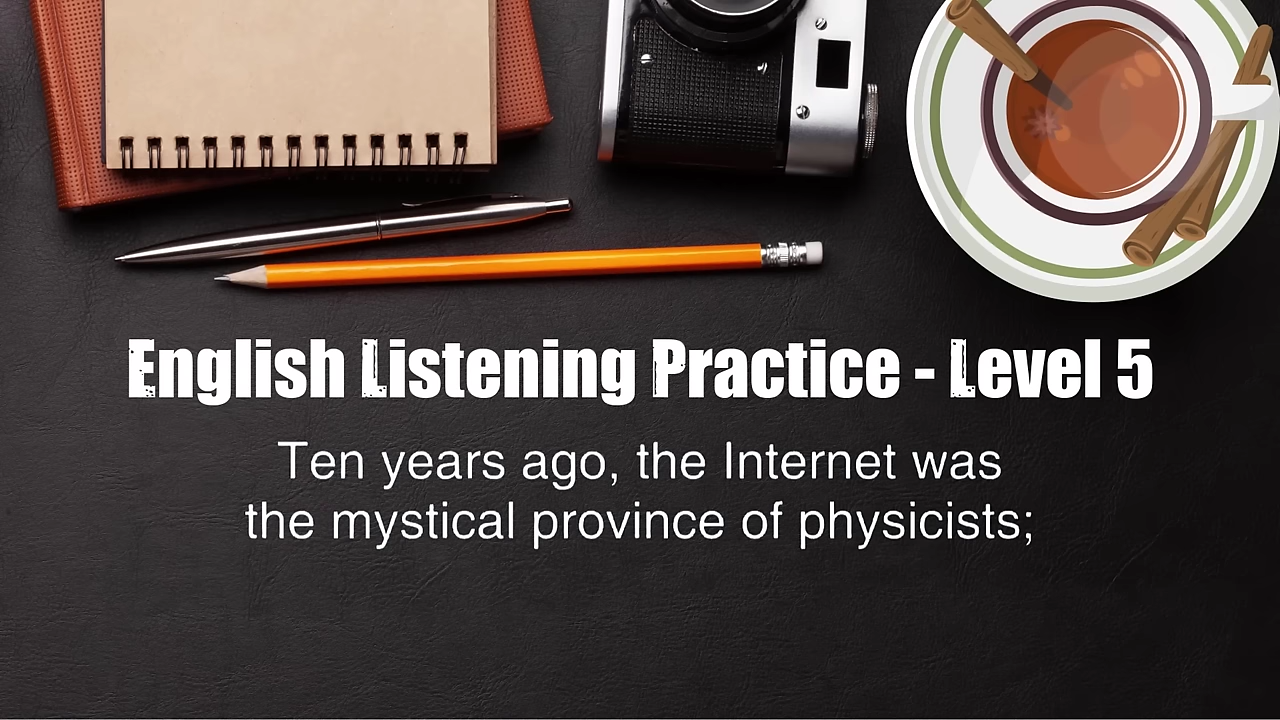 English Listening Practice - Level 5
Ten years ago, the Internet was
the mystical province of physicists;